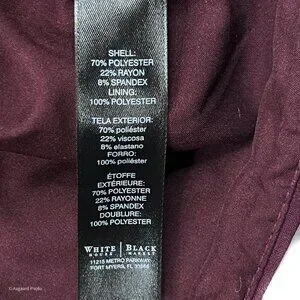 SHELL:
70% POLYESTER
22% RAYON
8% SPANDEX
LINING:
100% POLYESTER
TELA EXTERIOR:
70% poliéster
22% viscosa
8% elastano
FORRO:
100% poliéster
ÉTOFFE
EXTÉRIEURE:
70% POLYESTER
22% RAYONNE
8% SPANDEX
DOUBLURE:
100% POLYESTER
WHITE | BLACK
HOUSE | MARKET
11215 METRO PARKWAY
FORT MYERS, FL 33966